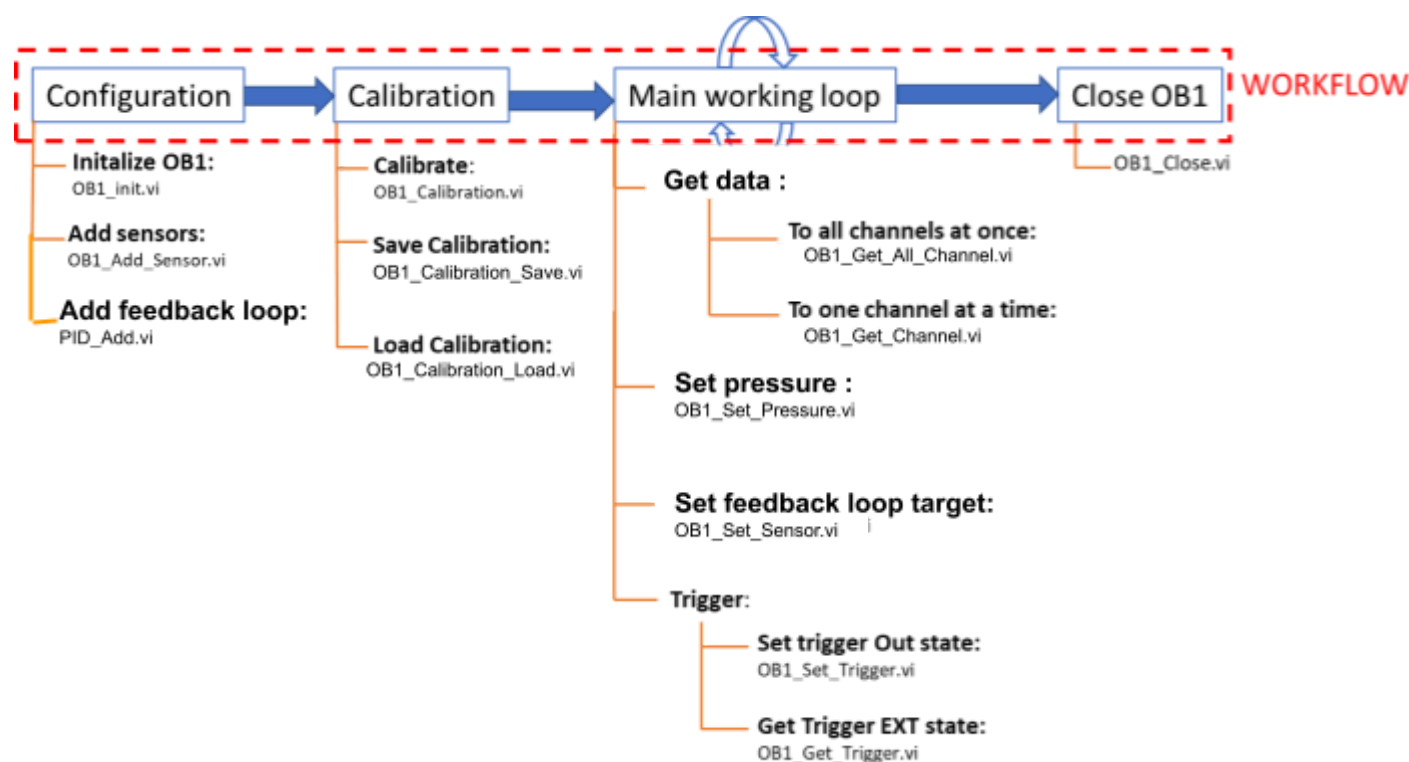 Configuration
Calibration
Main working loop
Close OB1
WORKFLOW
Initalize OB1:
OB1_init.vi
Add sensors:
OB1_Add_Sensor.vi
Add feedback loop:
PID_Add.vi
Calibrate:
OB1_Calibration.vi
Save Calibration:
OB1_Calibration_Save.vi
Load Calibration:
OB1_Calibration_Load.vi
Get data :
To all channels at once:
OB1_Get_All_Channel.vi
To one channel at a time:
OB1_Get_Channel.vi
Set pressure :
OB1_Set_Pressure.vi
Set feedback loop target:
OB1_Set_Sensor.vi
Trigger:
Set trigger Out state:
OB1_Set_Trigger.vi
Get Trigger EXT state:
OB1_Get_Trigger.vi
OB1_Close.vi